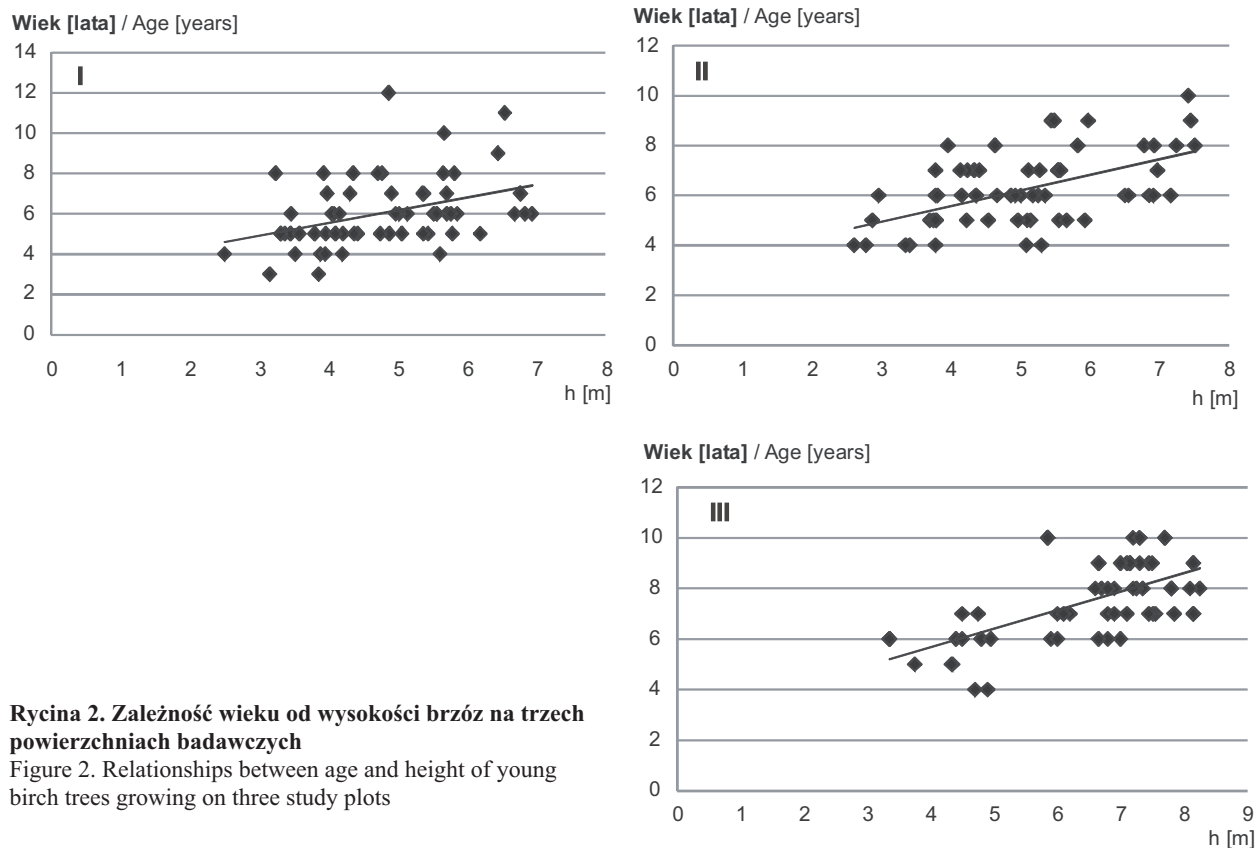 Wiek [lata] / Age [years]
14
12
10
8
6
4
2
0
I
0 1 2 3 4 5 6 7 8
h [m]
Wiek [lata] / Age [years]
12
10
8
6
4
2
0
II
0 1 2 3 4 5 6 7 8
h [m]
Wiek [lata] / Age [years]
12
10
8
6
4
2
0
III
0 1 2 3 4 5 6 7 8 9
h [m]
Rycina 2. Zależność wieku od wysokości brzóz na trzech
powierzchniach badawczych
Figure 2. Relationships between age and height of young
birch trees growing on three study plots